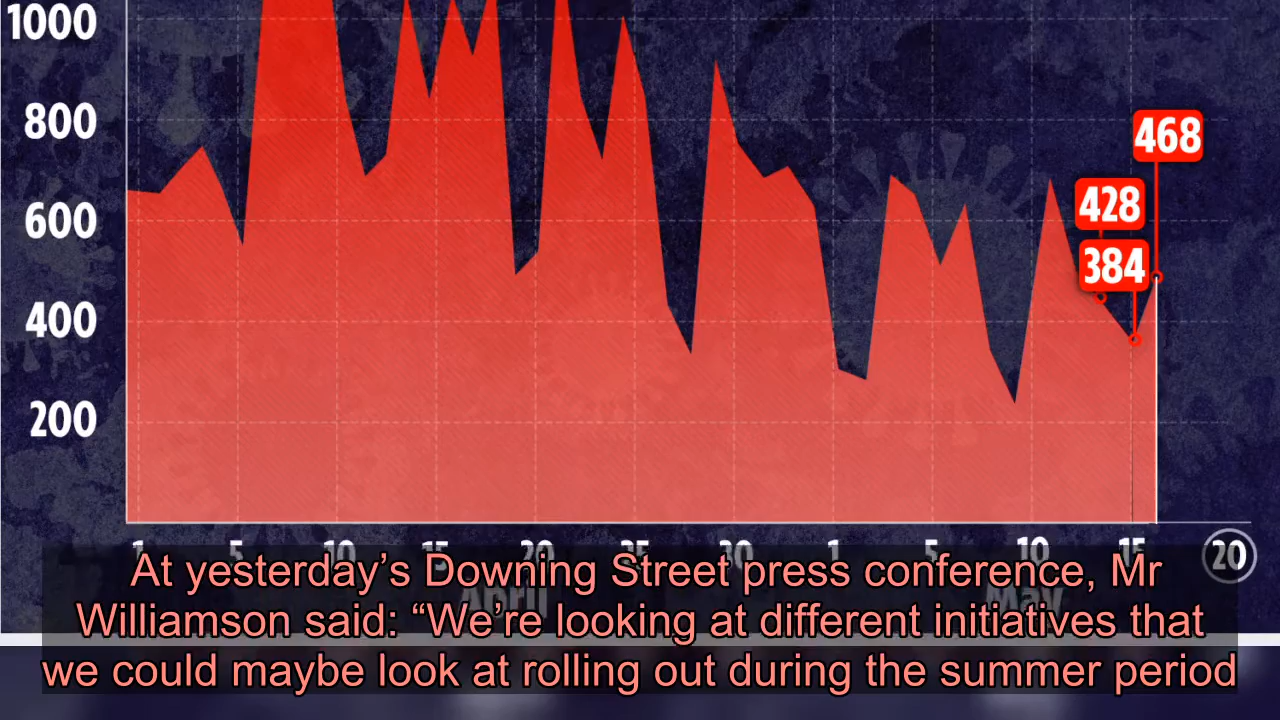 1000
800
600
400
200
468
428
384
1 5 10 15 20 25 30 1 5 10 15 20
April May
At yesterday’s Downing Street press conference, Mr
Williamson said: “We’re looking at different initiatives that
we could maybe look at rolling out during the summer period